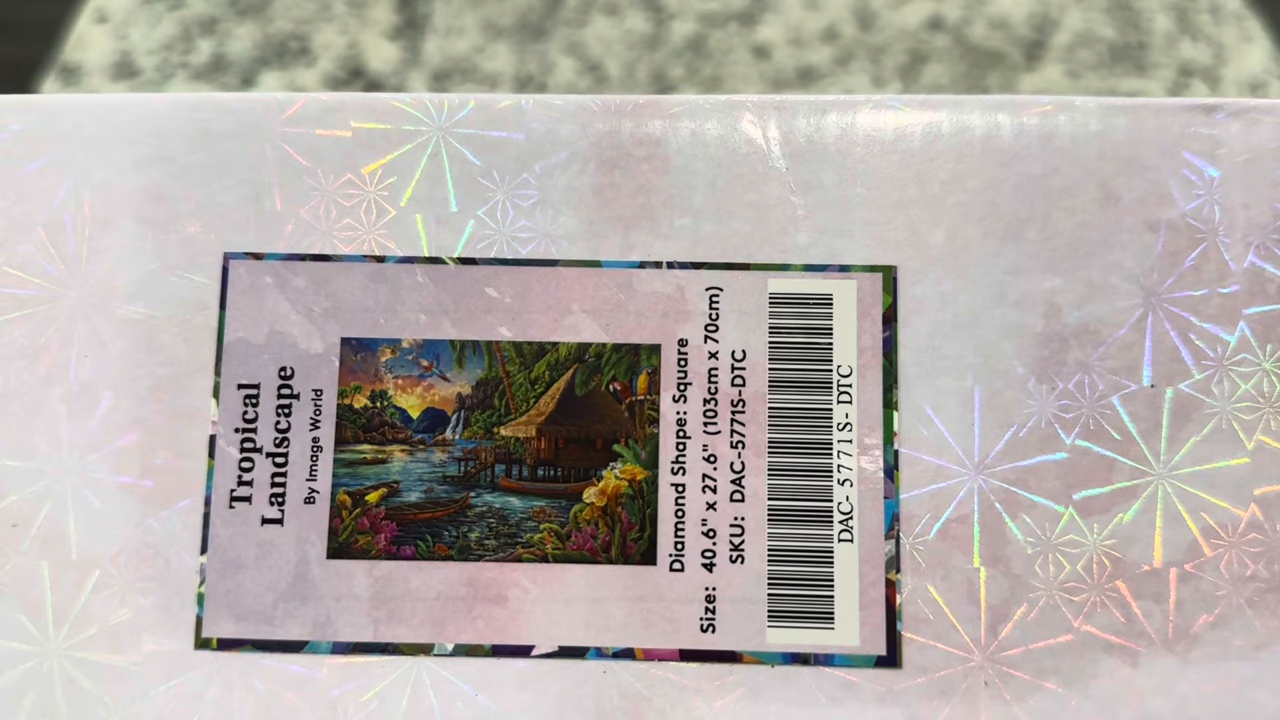 Tropical
Landscape
By Image World
Diamond Shape: Square
Size: 40.6" x 27.6" (103cm x 70cm)
SKU: DAC-5771S-DTC
DAC- 5771S- DTC